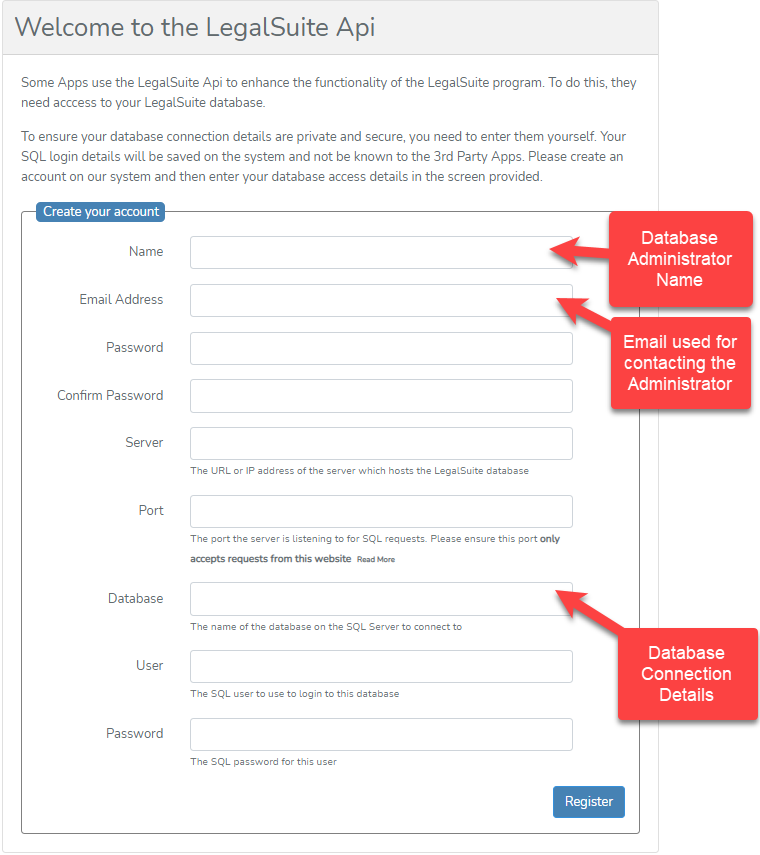 Welcome to the LegalSuite Api
Some Apps use the LegalSuite Api to enhance the functionality of the LegalSuite program. To do this, they
need acccess to your LegalSuite database.
To ensure your database connection details are private and secure, you need to enter them yourself. Your
SQL login details will be saved on the system and not be known to the 3rd Party Apps. Please create an
account on our system and then enter your database access details in the screen provided.
Create your account
Name
Database
Administrator
Name
Email Address
Email used for
contacting the
Administrator
Password
Confirm Password
Server
The URL or IP address of the server which hosts the LegalSuite database
Port
The port the server is listening to for SQL requests. Please ensure this port only
accepts requests from this website Read More
Database
The name of the database on the SQL Server to connect to
Database
Connection
Details
User
The SQL user to use to login to this database
Password
The SQL password for this user
Register